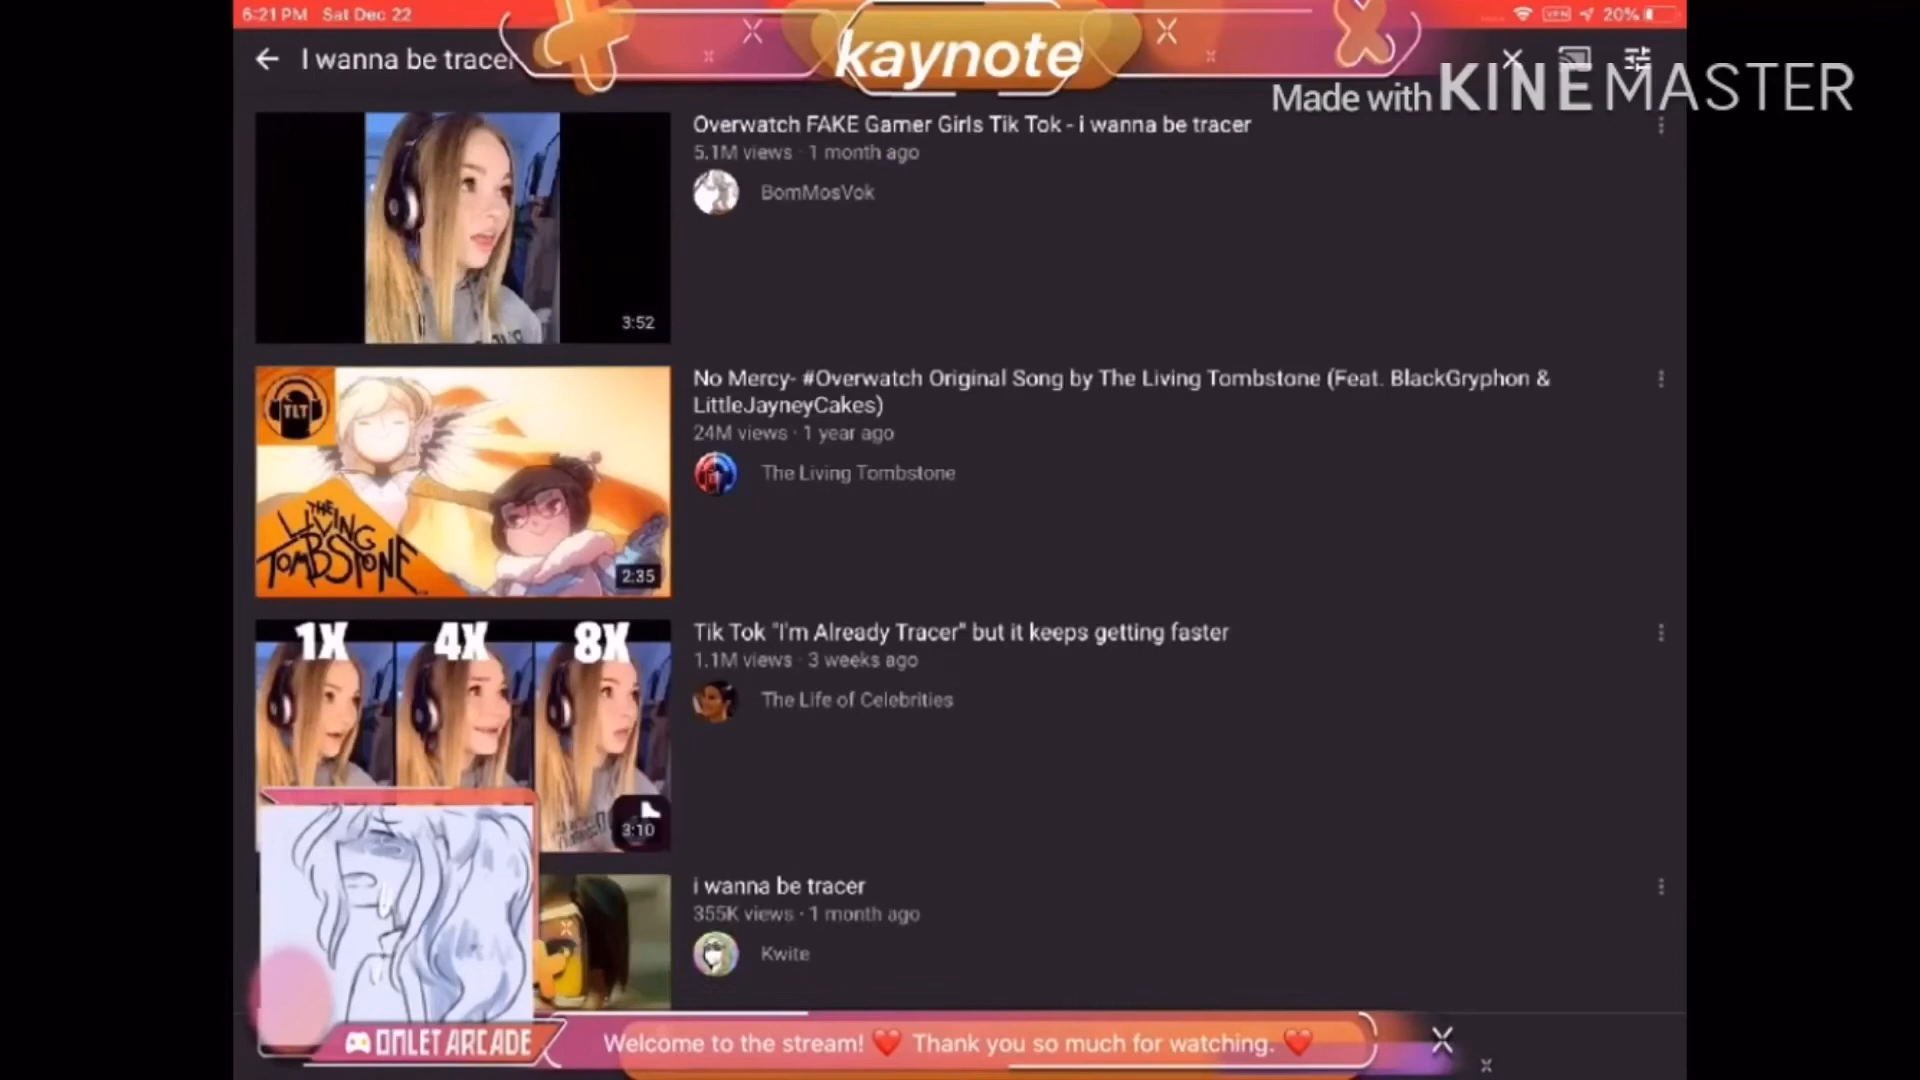 6:21 PM Sat Dec 22
VPN 20%
kaynote
I wanna be tracer
Made with KINEMASTER
Overwatch FAKE Gamer Girls Tik Tok - i wanna be tracer
5.1M views · 1 month ago
BomMosVok
3:52
No Mercy- #Overwatch Original Song by The Living Tombstone (Feat. BlackGryphon &
LittleJayneyCakes)
24M views · 1 year ago
The Living Tombstone
TLT
THE
LIVING
TOMBSTONE
2:35
1X 4X 8X
Tik Tok "I'm Already Tracer" but it keeps getting faster
1.1M views · 3 weeks ago
The Life of Celebrities
3:10
i wanna be tracer
355K views · 1 month ago
Kwite
OMLET ARCADE
Welcome to the stream! ❤️ Thank you so much for watching. ❤️